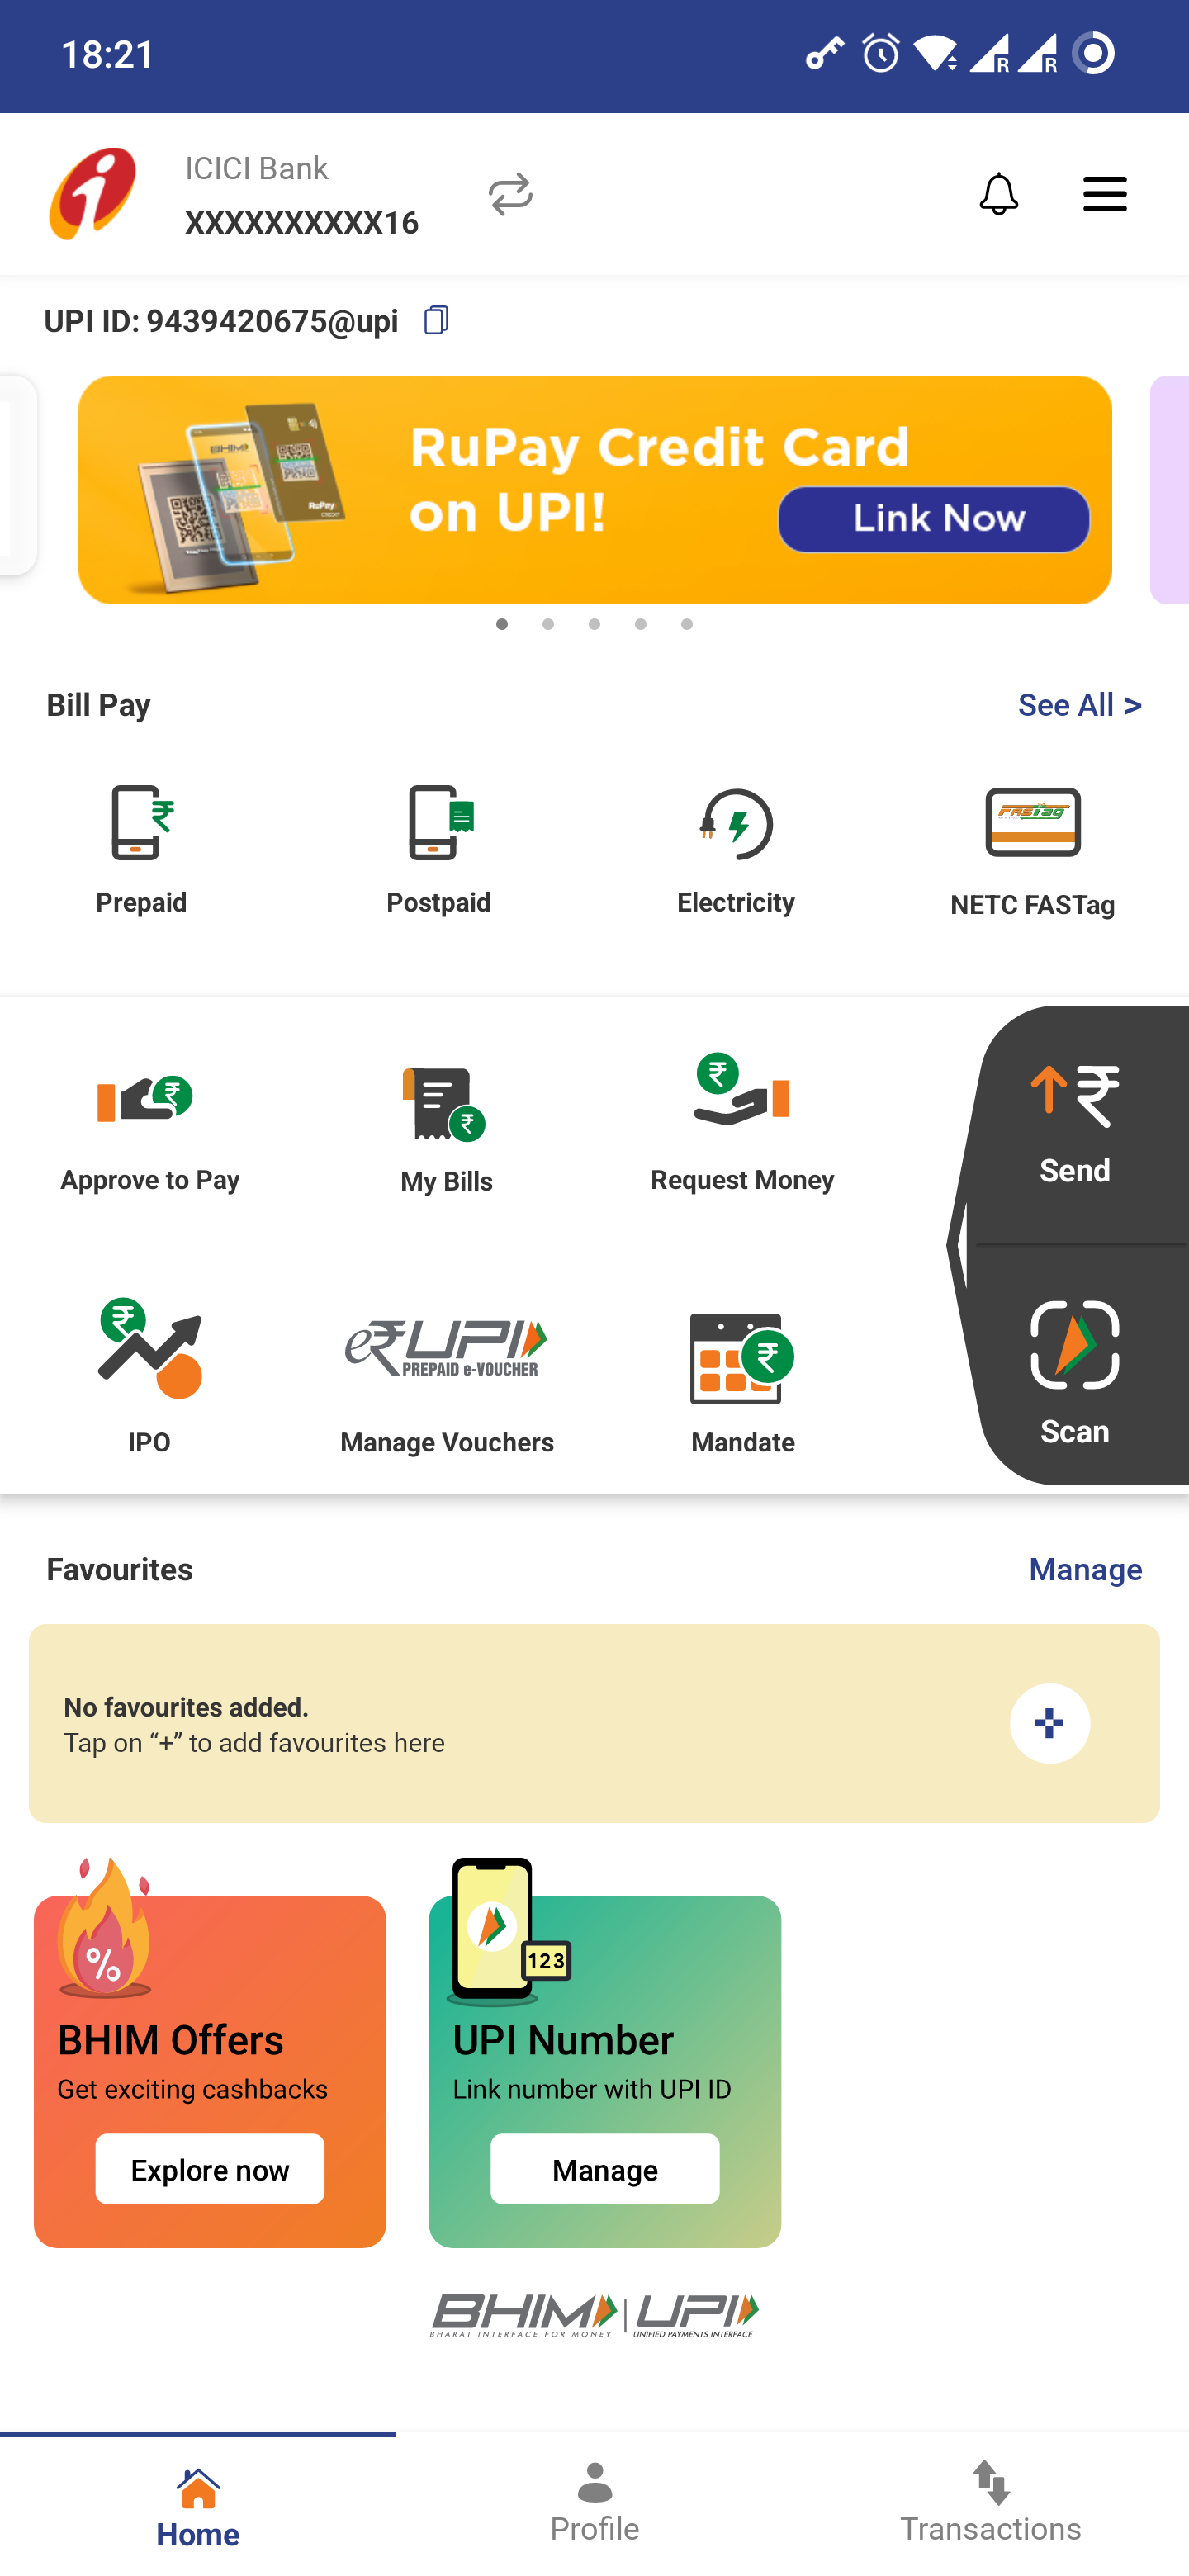 18:21
R R
ICICI Bank
XXXXXXXXXX16
UPI ID: 9439420675@upi
BHIM
RuPay
RuPay Credit Card
on UPI!
Link Now
Bill Pay
See All >
FASTag
Prepaid
Postpaid
Electricity
NETC FASTag
₹
Send
Approve to Pay
My Bills
Request Money
eRUPI
PREPAID e-VOUCHER
IPO
Manage Vouchers
Mandate
Scan
Favourites
Manage
No favourites added.
Tap on “+” to add favourites here
%
123
BHIM Offers
UPI Number
Get exciting cashbacks
Link number with UPI ID
Explore now
Manage
BHIM | UPI
BHARAT INTERFACE FOR MONEY
UNIFIED PAYMENTS INTERFACE
Home
Profile
Transactions